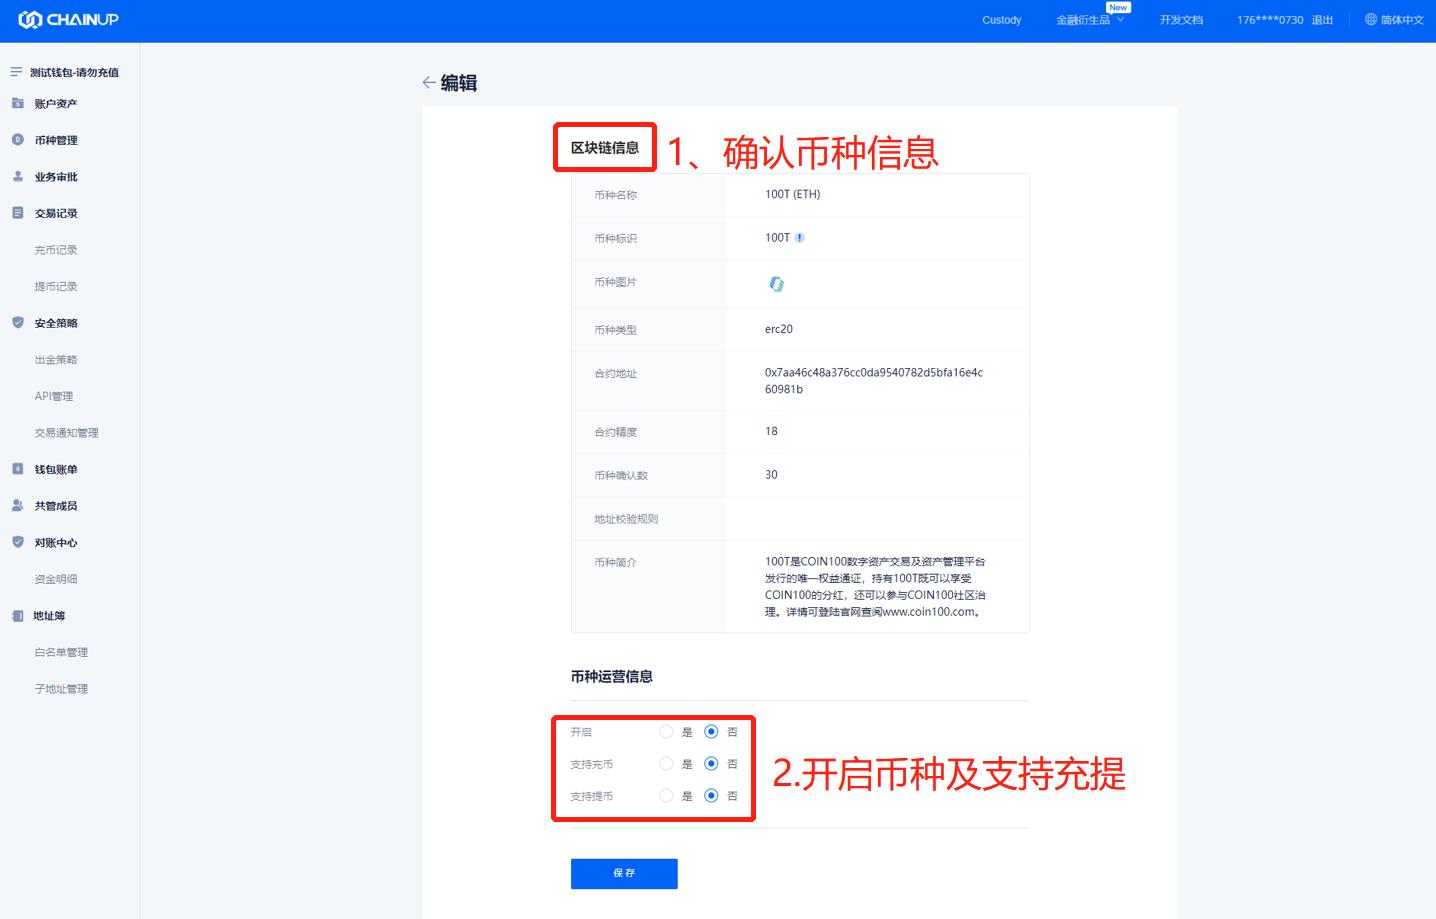 CHAINUP
Custody
金融衍生品
New
开发文档
176****0730
退出
简体中文
测试钱包-请勿充值
账户资产
币种管理
业务审批
交易记录
充币记录
提币记录
安全策略
出金策略
API管理
交易通知管理
钱包账单
共管成员
对账中心
资金明细
地址簿
白名单管理
子地址管理
编辑
区块链信息
1、确认币种信息
币种名称 100T (ETH)
币种标识 100T
币种图片
币种类型 erc20
合约地址 0x7aa46c48a376cc0da9540782d5bfa16e4c
60981b
合约精度 18
币种确认数 30
地址校验规则
币种简介 100T是COIN100数字资产交易及资产管理平台
发行的唯一权益通证，持有100T既可以享受
COIN100的分红，还可以参与COIN100社区治
理。详情可登陆官网查阅www.coin100.com。
币种运营信息
开启 是 否
支持充币 是 否
支持提币 是 否
2.开启币种及支持充提
保存